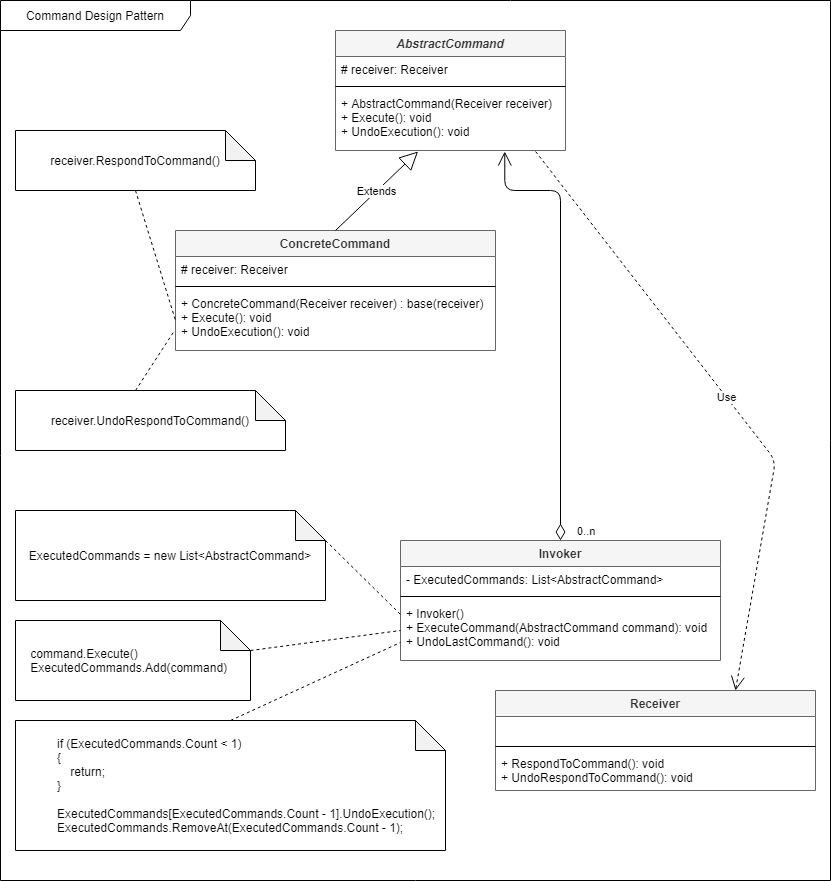 Command Design Pattern
AbstractCommand
# receiver: Receiver
+ AbstractCommand(Receiver receiver)
+ Execute(): void
+ UndoExecution(): void
receiver.RespondToCommand()
Extends
ConcreteCommand
# receiver: Receiver
+ ConcreteCommand(Receiver receiver) : base(receiver)
+ Execute(): void
+ UndoExecution(): void
receiver.UndoRespondToCommand()
Use
0..n
ExecutedCommands = new List<AbstractCommand>
Invoker
- ExecutedCommands: List<AbstractCommand>
+ Invoker()
+ ExecuteCommand(AbstractCommand command): void
+ UndoLastCommand(): void
command.Execute()
ExecutedCommands.Add(command)
Receiver
+ RespondToCommand(): void
+ UndoRespondToCommand(): void
if (ExecutedCommands.Count < 1)
{
return;
}
ExecutedCommands[ExecutedCommands.Count - 1].UndoExecution();
ExecutedCommands.RemoveAt(ExecutedCommands.Count - 1);